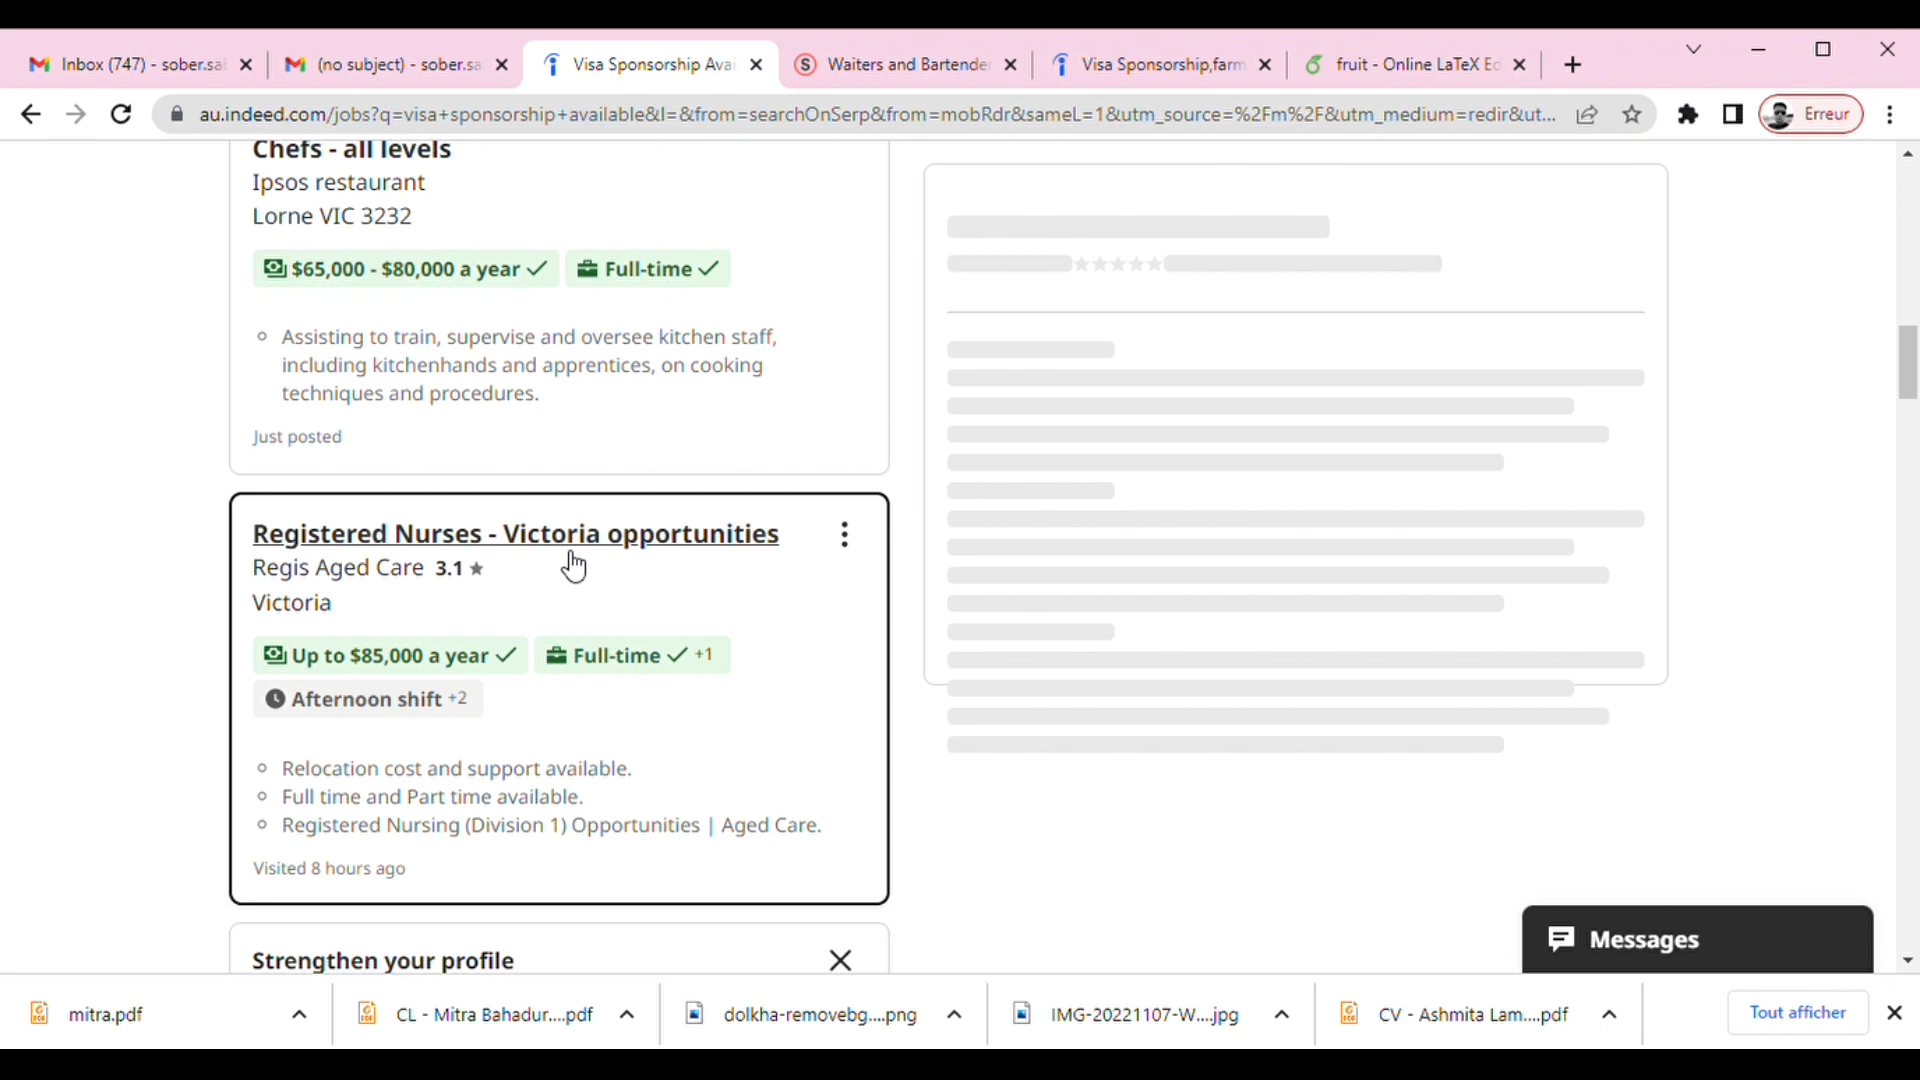 Inbox (747) - sober.sa
(no subject) - sober.sa
Visa Sponsorship Avai
Waiters and Bartende
Visa Sponsorship,farm
fruit - Online LaTeX Ed
au.indeed.com/jobs?q=visa+sponsorship+available&l=&from=searchOnSerp&from=mobRdr&sameL=1&utm_source=%2Fm%2F&utm_medium=redir&ut...
Erreur
Chefs - all levels
Ipsos restaurant
Lorne VIC 3232
$65,000 - $80,000 a year
Full-time
Assisting to train, supervise and oversee kitchen staff,
including kitchenhands and apprentices, on cooking
techniques and procedures.
Just posted
Registered Nurses - Victoria opportunities
Regis Aged Care 3.1
Victoria
Up to $85,000 a year
Full-time +1
Afternoon shift +2
Relocation cost and support available.
Full time and Part time available.
Registered Nursing (Division 1) Opportunities | Aged Care.
Visited 8 hours ago
Strengthen your profile
Messages
mitra.pdf
CL - Mitra Bahadur....pdf
dolkha-removebg....png
IMG-20221107-W....jpg
CV - Ashmita Lam....pdf
Tout afficher